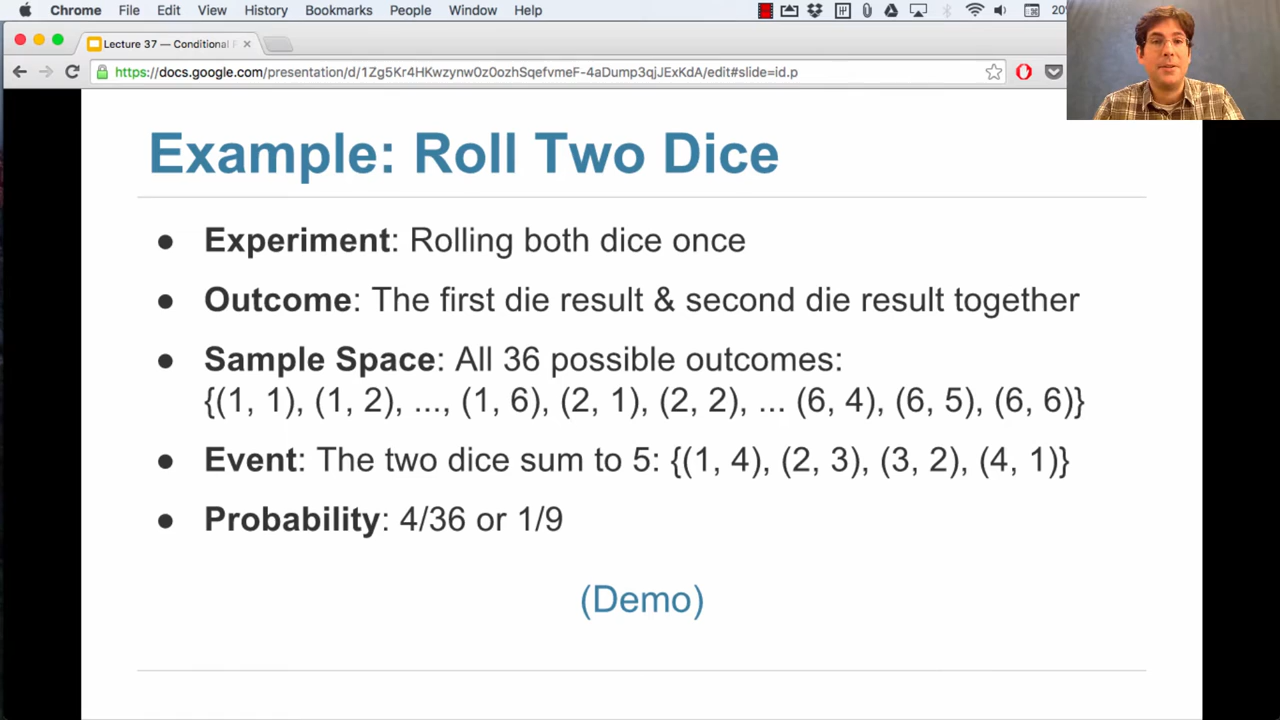 Chrome File Edit View History Bookmarks People Window Help
Lecture 37 — Conditional
https://docs.google.com/presentation/d/1Zg5Kr4HKwzynw0z0ozhSqefvmeF-4aDump3qjJExKdA/edit#slide=id.p
Example: Roll Two Dice
● Experiment: Rolling both dice once
● Outcome: The first die result & second die result together
● Sample Space: All 36 possible outcomes:
{(1, 1), (1, 2), ..., (1, 6), (2, 1), (2, 2), ... (6, 4), (6, 5), (6, 6)}
● Event: The two dice sum to 5: {(1, 4), (2, 3), (3, 2), (4, 1)}
● Probability: 4/36 or 1/9
(Demo)